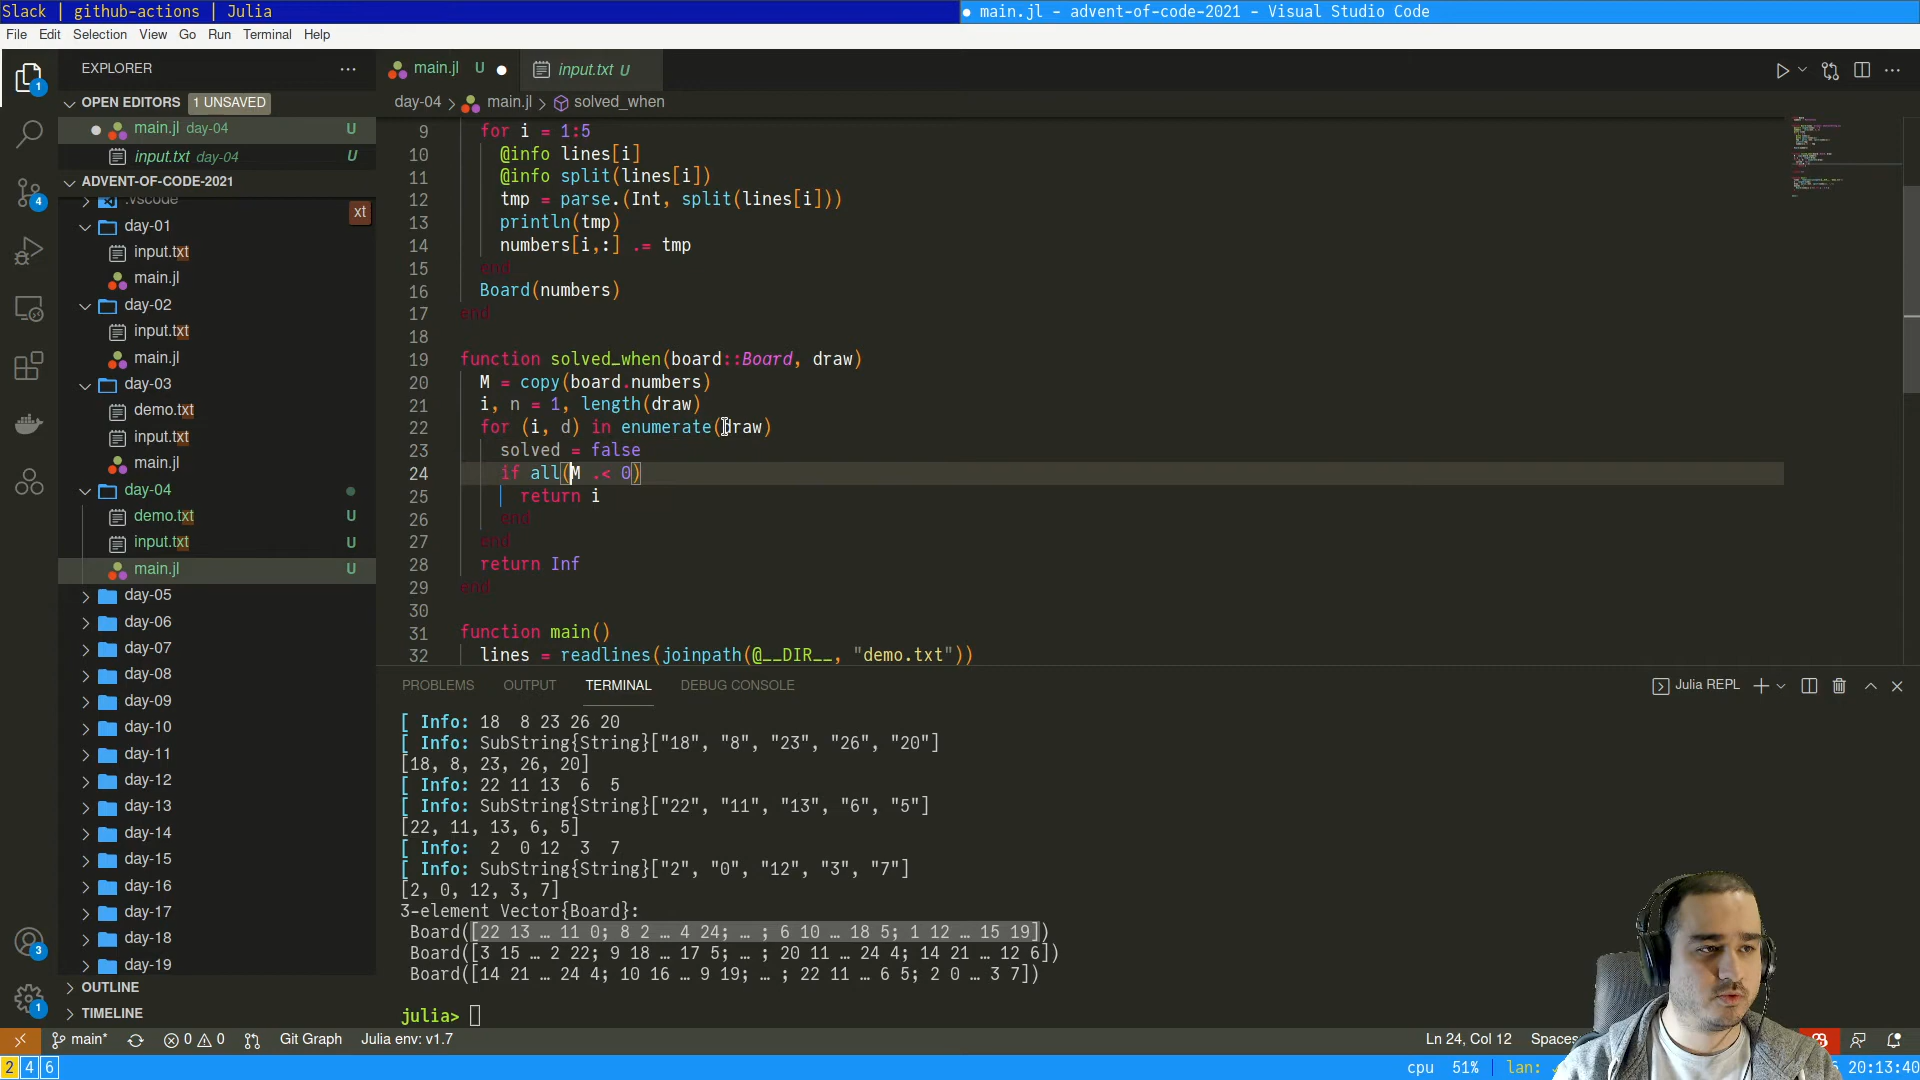 Slack | github-actions | Julia
● main.jl - advent-of-code-2021 - Visual Studio Code
File Edit Selection View Go Run Terminal Help
EXPLORER
OPEN EDITORS 1 UNSAVED
main.jl day-04 U
input.txt day-04 U
ADVENT-OF-CODE-2021
.vscode
xt
day-01
input.txt
main.jl
day-02
input.txt
main.jl
day-03
demo.txt
input.txt
main.jl
day-04
demo.txt U
input.txt U
main.jl U
day-05
day-06
day-07
day-08
day-09
day-10
day-11
day-12
day-13
day-14
day-15
day-16
day-17
day-18
day-19
OUTLINE
TIMELINE
main.jl U
input.txt U
day-04 > main.jl > solved_when
9 for i = 1:5
10 @info lines[i]
11 @info split(lines[i])
12 tmp = parse.(Int, split(lines[i]))
13 println(tmp)
14 numbers[i,:] .= tmp
15 end
16 Board(numbers)
17 end
18
19 function solved_when(board::Board, draw)
20 M = copy(board.numbers)
21 i, n = 1, length(draw)
22 for (i, d) in enumerate(draw)
23 solved = false
24 if all(M .< 0)
25 return i
26 end
27 end
28 return Inf
29 end
30
31 function main()
32 lines = readlines(joinpath(@__DIR__, "demo.txt"))
PROBLEMS OUTPUT TERMINAL DEBUG CONSOLE
Julia REPL
[ Info: 18  8 23 26 20
[ Info: SubString{String}["18", "8", "23", "26", "20"]
[18, 8, 23, 26, 20]
[ Info: 22 11 13  6  5
[ Info: SubString{String}["22", "11", "13", "6", "5"]
[22, 11, 13, 6, 5]
[ Info:  2  0 12  3  7
[ Info: SubString{String}["2", "0", "12", "3", "7"]
[2, 0, 12, 3, 7]
3-element Vector{Board}:
Board([22 13 … 11 0; 8 2 … 4 24; … ; 6 10 … 18 5; 1 12 … 15 19])
Board([3 15 … 2 22; 9 18 … 17 5; … ; 20 11 … 24 4; 14 21 … 12 6])
Board([14 21 … 24 4; 10 16 … 9 19; … ; 22 11 … 6 5; 2 0 … 3 7])
julia>
1
4
3
1
main* 0 0 Git Graph Julia env: v1.7
Ln 24, Col 12 Spaces
2 4 6
cpu 51% | lan:
20:13:40